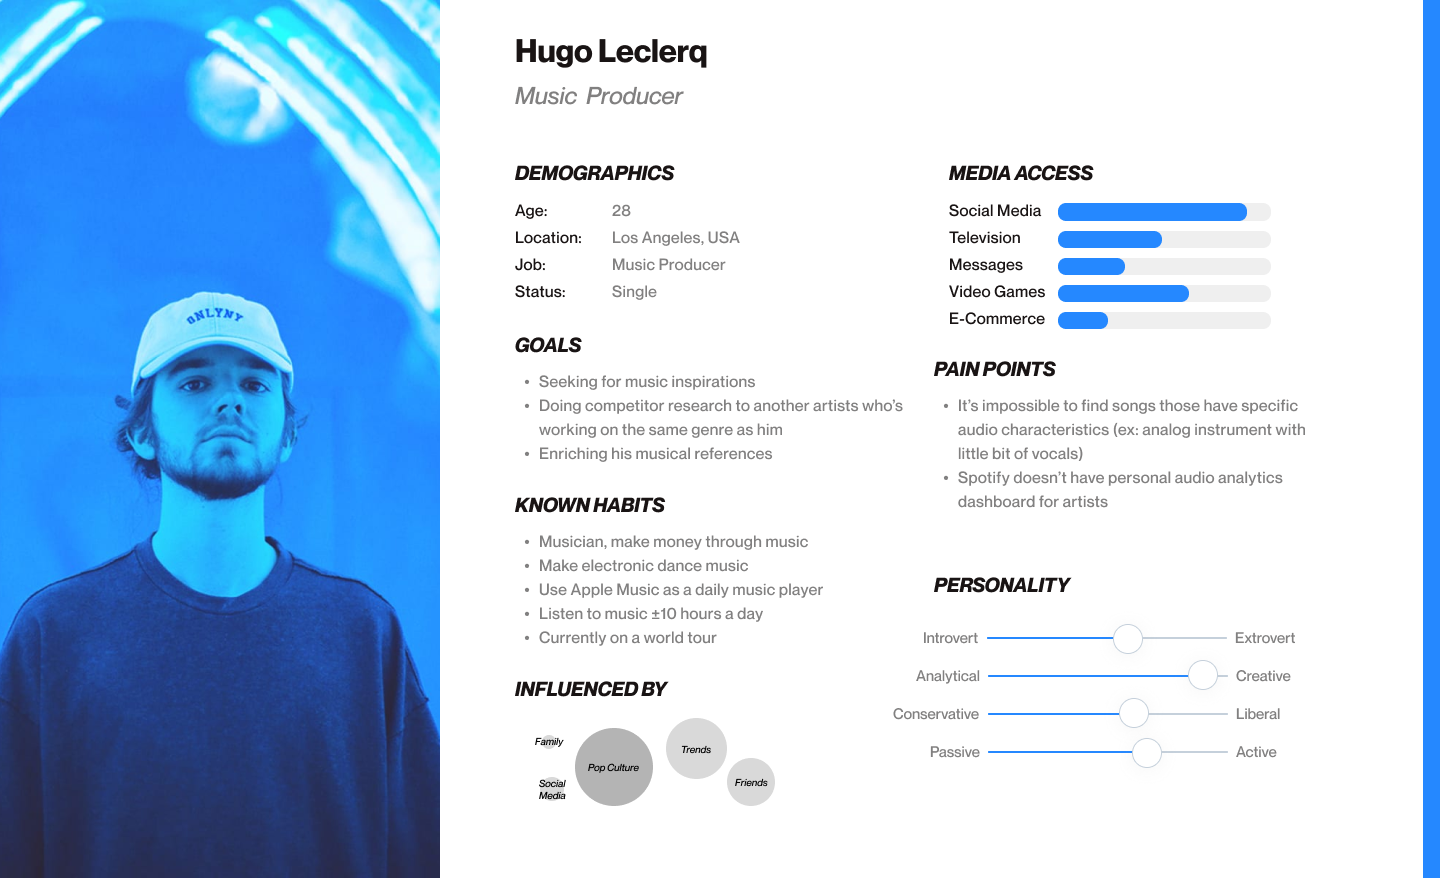 ONLYNY
Hugo Leclerq
Music Producer
DEMOGRAPHICS
Age: 28
Location: Los Angeles, USA
Job: Music Producer
Status: Single
GOALS
• Seeking for music inspirations
• Doing competitor research to another artists who’s
working on the same genre as him
• Enriching his musical references
KNOWN HABITS
• Musician, make money through music
• Make electronic dance music
• Use Apple Music as a daily music player
• Listen to music ±10 hours a day
• Currently on a world tour
INFLUENCED BY
Family
Social
Media
Pop Culture
Trends
Friends
MEDIA ACCESS
Social Media
Television
Messages
Video Games
E-Commerce
PAIN POINTS
• It’s impossible to find songs those have specific
audio characteristics (ex: analog instrument with
little bit of vocals)
• Spotify doesn’t have personal audio analytics
dashboard for artists
PERSONALITY
Introvert Extrovert
Analytical Creative
Conservative Liberal
Passive Active